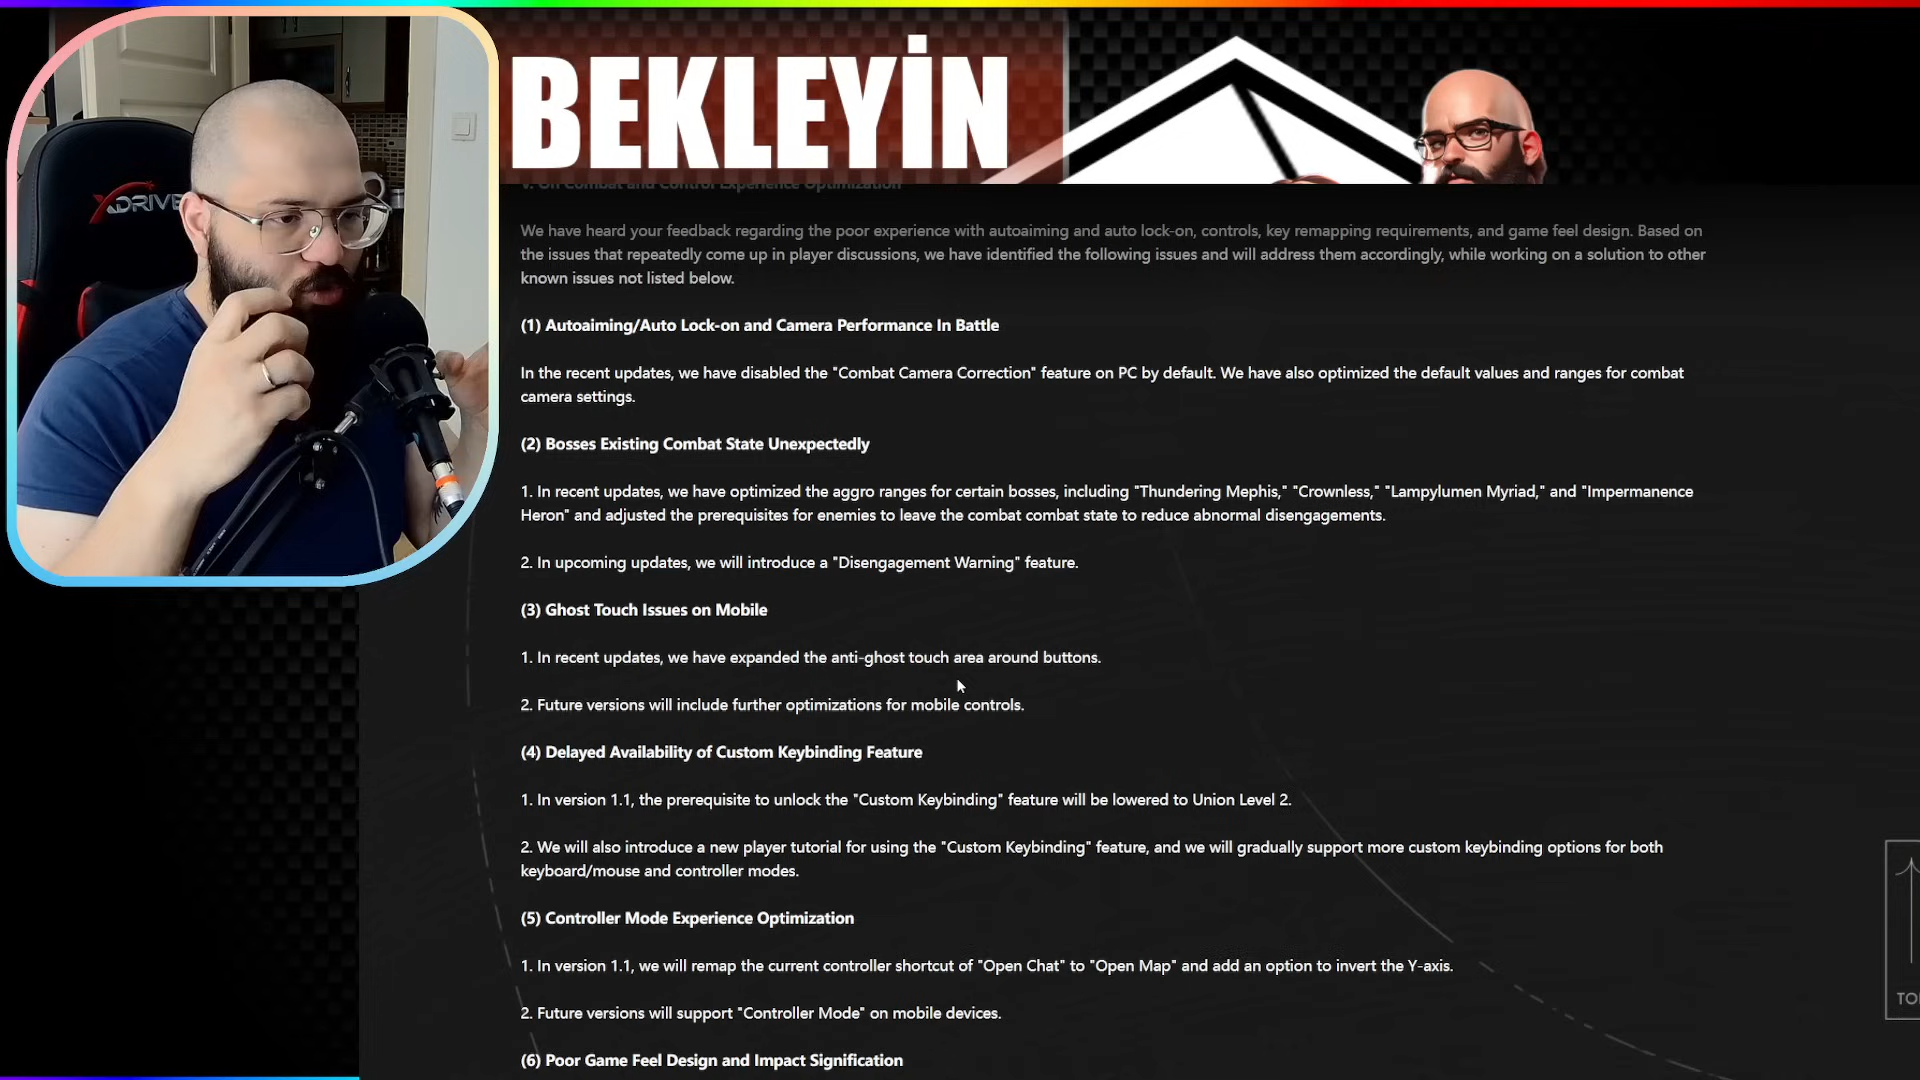 BEKLEYİN
XDRIVE
V. On Combat and Control Experience Optimization
We have heard your feedback regarding the poor experience with autoaiming and auto lock-on, controls, key remapping requirements, and game feel design. Based on
the issues that repeatedly come up in player discussions, we have identified the following issues and will address them accordingly, while working on a solution to other
known issues not listed below.
(1) Autoaiming/Auto Lock-on and Camera Performance In Battle
In the recent updates, we have disabled the "Combat Camera Correction" feature on PC by default. We have also optimized the default values and ranges for combat
camera settings.
(2) Bosses Existing Combat State Unexpectedly
1. In recent updates, we have optimized the aggro ranges for certain bosses, including "Thundering Mephis," "Crownless," "Lampylumen Myriad," and "Impermanence
Heron" and adjusted the prerequisites for enemies to leave the combat combat state to reduce abnormal disengagements.
2. In upcoming updates, we will introduce a "Disengagement Warning" feature.
(3) Ghost Touch Issues on Mobile
1. In recent updates, we have expanded the anti-ghost touch area around buttons.
2. Future versions will include further optimizations for mobile controls.
(4) Delayed Availability of Custom Keybinding Feature
1. In version 1.1, the prerequisite to unlock the "Custom Keybinding" feature will be lowered to Union Level 2.
2. We will also introduce a new player tutorial for using the "Custom Keybinding" feature, and we will gradually support more custom keybinding options for both
keyboard/mouse and controller modes.
(5) Controller Mode Experience Optimization
1. In version 1.1, we will remap the current controller shortcut of "Open Chat" to "Open Map" and add an option to invert the Y-axis.
2. Future versions will support "Controller Mode" on mobile devices.
(6) Poor Game Feel Design and Impact Signification